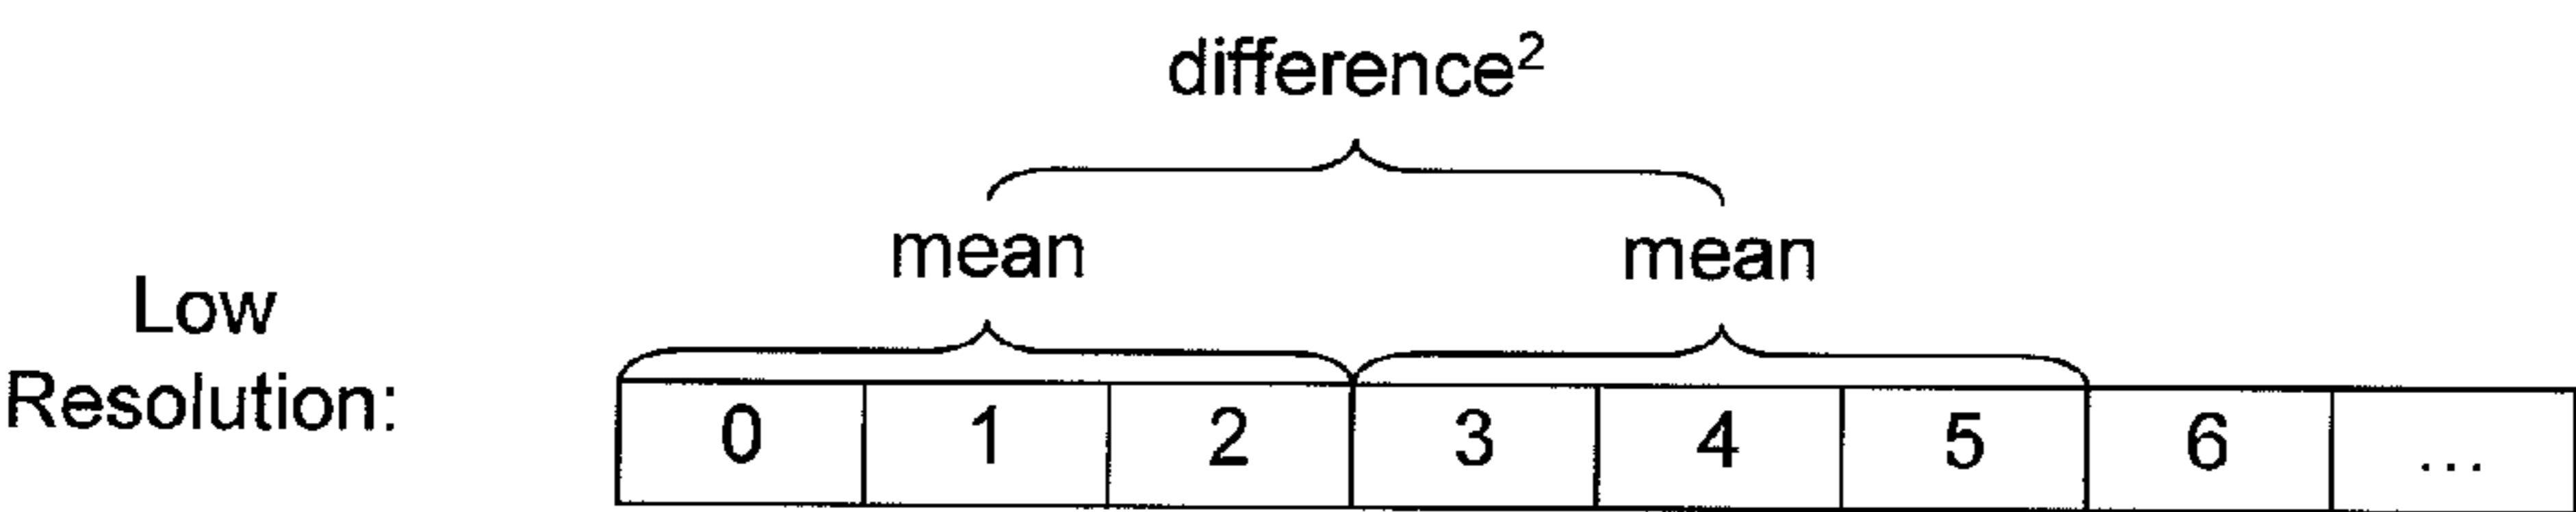 difference²
mean mean
Low
Resolution:
0 1 2 3 4 5 6 ...